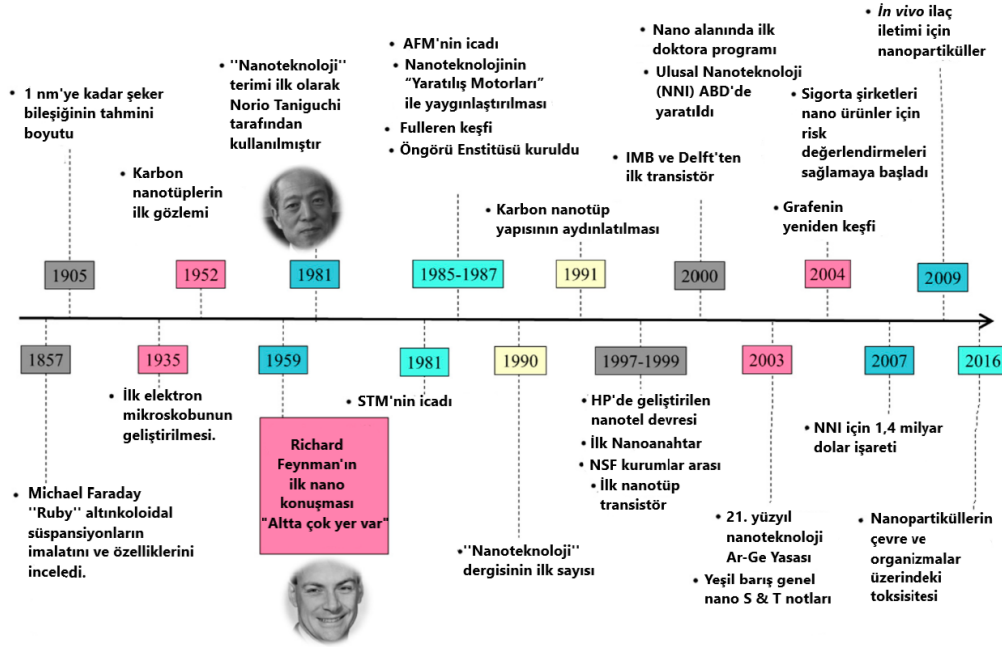 • 1 nm'ye kadar şeker
bileşiğinin tahmini
boyutu
1905
• Karbon
nanotüplerin
ilk gözlemi
1952
• "Nanoteknoloji"
terimi ilk olarak
Norio Taniguchi
tarafından
kullanılmıştır
1981
• AFM'nin icadı
• Nanoteknolojinin
“Yaratılış Motorları”
ile yaygınlaştırılması
• Fulleren keşfi
• Öngörü Enstitüsü kuruldu
1985-1987
• Karbon nanotüp
yapısının aydınlatılması
1991
• Nano alanında ilk
doktora programı
• Ulusal Nanoteknoloji
(NNI) ABD'de
yaratıldı
• IMB ve Delft'ten
ilk transistör
2000
• Sigorta şirketleri
nano ürünler için
risk
değerlendirmeleri
sağlamaya başladı
• Grafenin
yeniden keşfi
2004
• İn vivo ilaç
iletimi için
nanopartiküller
2009
1857
• Michael Faraday
''Ruby'' altınkoloidal
süspansiyonların
imalatını ve özelliklerini
inceledi.
1935
• İlk elektron
mikroskobunun
geliştirilmesi.
1959
Richard
Feynman'ın
ilk nano
konuşması
"Altta çok yer var"
1981
• STM'nin icadı
1990
• ''Nanoteknoloji''
dergisinin ilk sayısı
1997-1999
• HP'de geliştirilen
nanotel devresi
• İlk Nanoanahtar
• NSF kurumlar arası
• İlk nanotüp
transistör
2003
• 21. yüzyıl
nanoteknoloji
Ar-Ge Yasası
• Yeşil barış genel
nano S & T notları
2007
• NNI için 1,4 milyar
dolar işareti
2016
• Nanopartiküllerin
çevre ve
organizmalar
üzerindeki
toksisitesi